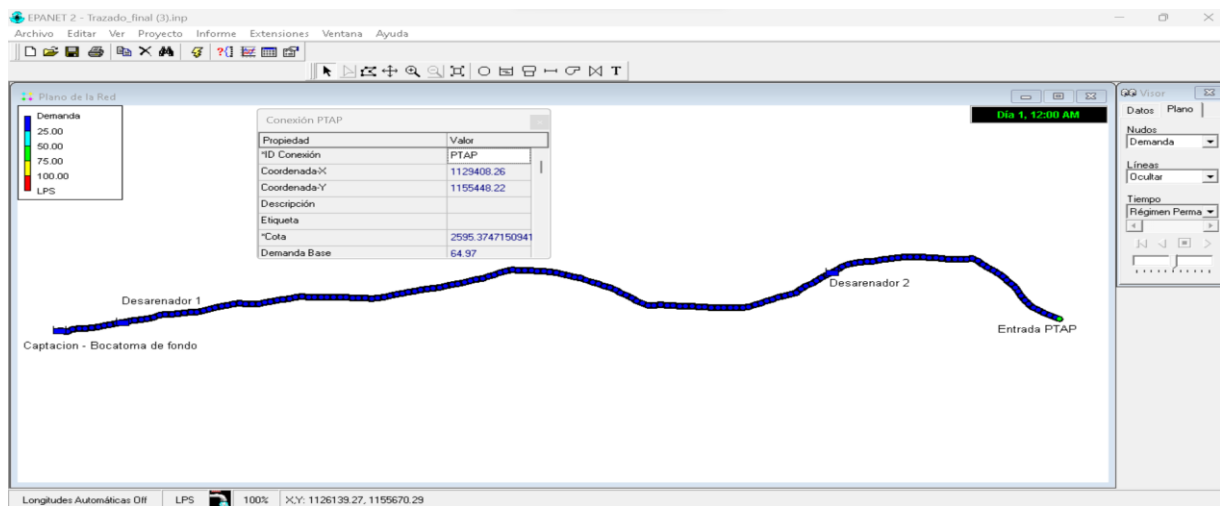 EPANET 2 - Trazado_final (3).inp
Archivo Editar Ver Proyecto Informe Extensiones Ventana Ayuda
T
Plano de la Red
Demanda
25.00
50.00
75.00
100.00
LPS
Conexión PTAP
Propiedad Valor
*ID Conexión PTAP
Coordenada-X 1129408.26
Coordenada-Y 1155448.22
Descripción
Etiqueta
*Cota 2595.3747150941
Demanda Base 64.97
Día 1, 12:00 AM
Visor
Datos Plano
Nudos
Demanda
Líneas
Ocultar
Tiempo
Régimen Perma
Desarenador 1
Captacion - Bocatoma de fondo
Desarenador 2
Entrada PTAP
Longitudes Automáticas Off LPS 100% X,Y: 1126139.27, 1155670.29